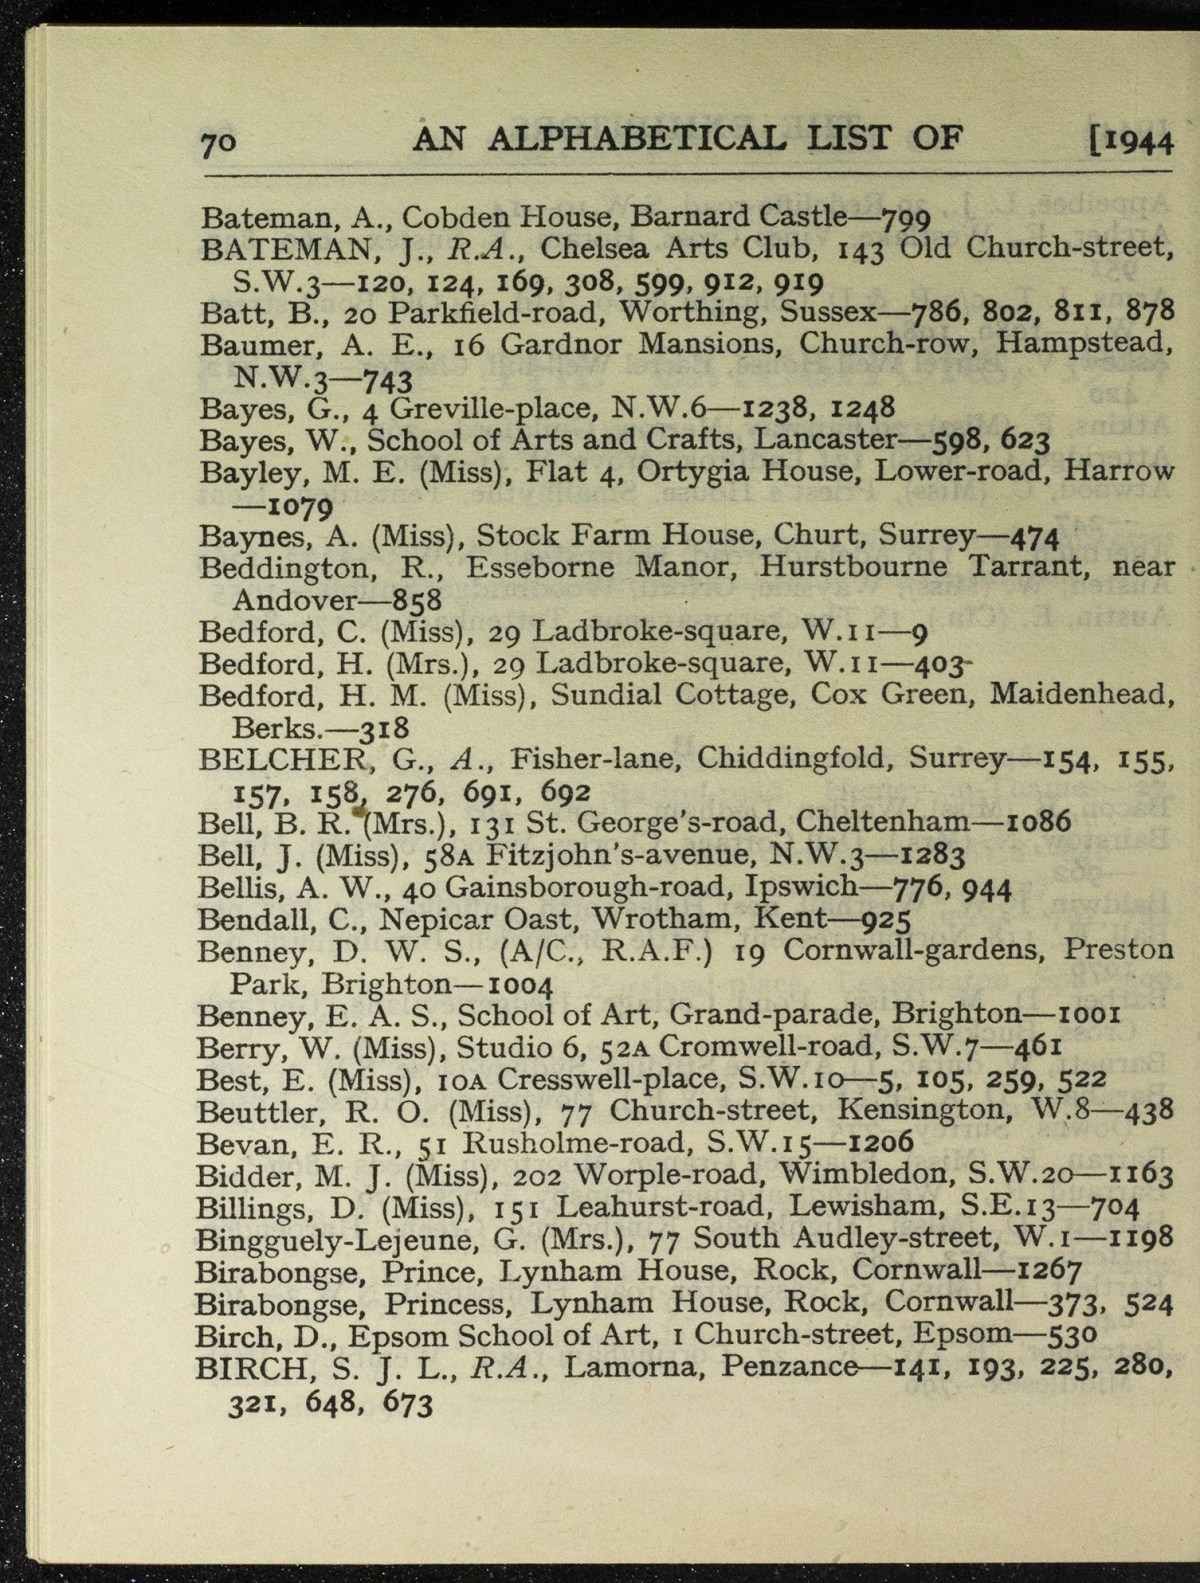 70 AN ALPHABETICAL LIST OF [1944
Bateman, A., Cobden House, Barnard Castle—799
BATEMAN, J., R.A., Chelsea Arts Club, 143 Old Church-street,
S.W.3—120, 124, 169, 308, 599, 912, 919
Batt, B., 20 Parkfield-road, Worthing, Sussex—786, 802, 811, 878
Baumer, A. E., 16 Gardnor Mansions, Church-row, Hampstead,
N.W.3—743
Bayes, G., 4 Greville-place, N.W.6—1238, 1248
Bayes, W., School of Arts and Crafts, Lancaster—598, 623
Bayley, M. E. (Miss), Flat 4, Ortygia House, Lower-road, Harrow
—1079
Baynes, A. (Miss), Stock Farm House, Churt, Surrey—474
Beddington, R., Esseborne Manor, Hurstbourne Tarrant, near
Andover—858
Bedford, C. (Miss), 29 Ladbroke-square, W.11—9
Bedford, H. (Mrs.), 29 Ladbroke-square, W.11—403
Bedford, H. M. (Miss), Sundial Cottage, Cox Green, Maidenhead,
Berks.—318
BELCHER, G., A., Fisher-lane, Chiddingfold, Surrey—154, 155,
157, 158, 276, 691, 692
Bell, B. R. (Mrs.), 131 St. George's-road, Cheltenham—1086
Bell, J. (Miss), 58A Fitzjohn's-avenue, N.W.3—1283
Bellis, A. W., 40 Gainsborough-road, Ipswich—776, 944
Bendall, C., Nepicar Oast, Wrotham, Kent—925
Benney, D. W. S., (A/C., R.A.F.) 19 Cornwall-gardens, Preston
Park, Brighton—1004
Benney, E. A. S., School of Art, Grand-parade, Brighton—1001
Berry, W. (Miss), Studio 6, 52A Cromwell-road, S.W.7—461
Best, E. (Miss), 10A Cresswell-place, S.W.10—5, 105, 259, 522
Beuttler, R. O. (Miss), 77 Church-street, Kensington, W.8—438
Bevan, E. R., 51 Rusholme-road, S.W.15—1206
Bidder, M. J. (Miss), 202 Worple-road, Wimbledon, S.W.20—1163
Billings, D. (Miss), 151 Leahurst-road, Lewisham, S.E.13—704
Bingguely-Lejeune, G. (Mrs.), 77 South Audley-street, W.1—1198
Birabongse, Prince, Lynham House, Rock, Cornwall—1267
Birabongse, Princess, Lynham House, Rock, Cornwall—373, 524
Birch, D., Epsom School of Art, 1 Church-street, Epsom—530
BIRCH, S. J. L., R.A., Lamorna, Penzance—141, 193, 225, 280,
321, 648, 673